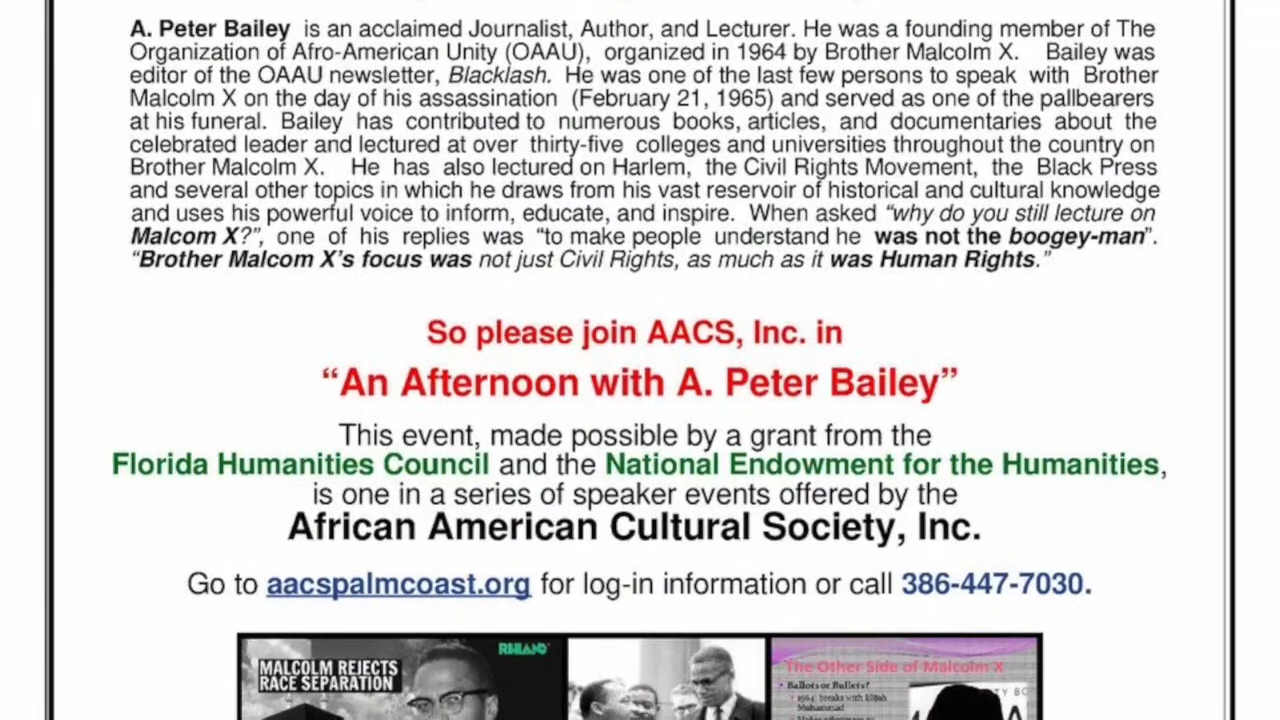 A. Peter Bailey is an acclaimed Journalist, Author, and Lecturer. He was a founding member of The
Organization of Afro-American Unity (OAAU), organized in 1964 by Brother Malcolm X. Bailey was
editor of the OAAU newsletter, Blacklash. He was one of the last few persons to speak with Brother
Malcolm X on the day of his assassination (February 21, 1965) and served as one of the pallbearers
at his funeral. Bailey has contributed to numerous books, articles, and documentaries about the
celebrated leader and lectured at over thirty-five colleges and universities throughout the country on
Brother Malcolm X. He has also lectured on Harlem, the Civil Rights Movement, the Black Press
and several other topics in which he draws from his vast reservoir of historical and cultural knowledge
and uses his powerful voice to inform, educate, and inspire. When asked “why do you still lecture on
Malcom X?”, one of his replies was “to make people understand he was not the boogey-man”.
“Brother Malcom X’s focus was not just Civil Rights, as much as it was Human Rights.”
So please join AACS, Inc. in
“An Afternoon with A. Peter Bailey”
This event, made possible by a grant from the
Florida Humanities Council and the National Endowment for the Humanities,
is one in a series of speaker events offered by the
African American Cultural Society, Inc.
Go to aacspalmcoast.org for log-in information or call 386-447-7030.
MALCOLM REJECTS
RACE SEPARATION
The Other Side of Malcolm X
Ballots or Bullets?
1964: breaks with Elijah
Muhammad